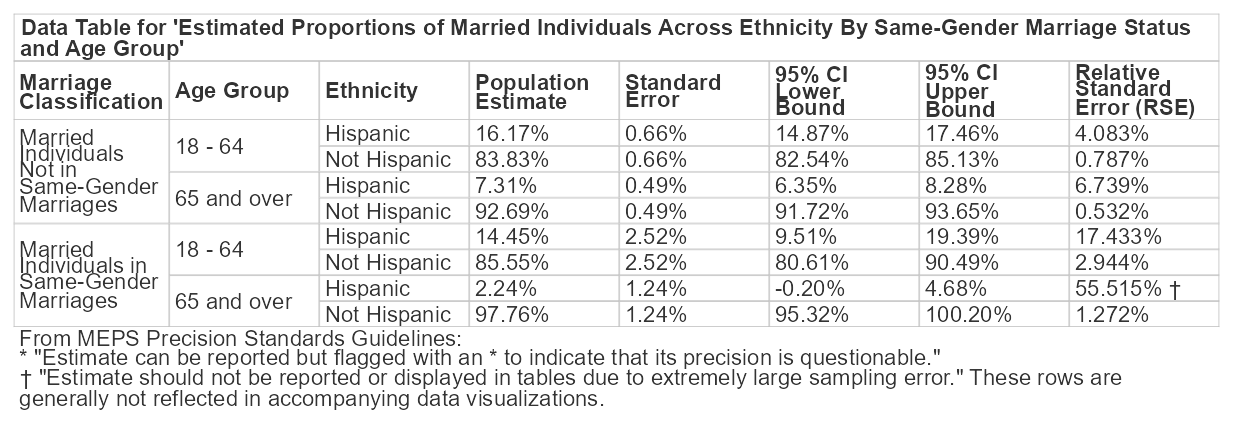 Data Table for 'Estimated Proportions of Married Individuals Across Ethnicity By Same-Gender Marriage Status
and Age Group'
Marriage Classification Age Group Ethnicity Population Estimate Standard Error 95% CI Lower Bound 95% CI Upper Bound Relative Standard Error (RSE)
Married Individuals Not in Same-Gender Marriages 18 - 64 Hispanic 16.17% 0.66% 14.87% 17.46% 4.083%
Not Hispanic 83.83% 0.66% 82.54% 85.13% 0.787%
65 and over Hispanic 7.31% 0.49% 6.35% 8.28% 6.739%
Not Hispanic 92.69% 0.49% 91.72% 93.65% 0.532%
Married Individuals in Same-Gender Marriages 18 - 64 Hispanic 14.45% 2.52% 9.51% 19.39% 17.433%
Not Hispanic 85.55% 2.52% 80.61% 90.49% 2.944%
65 and over Hispanic 2.24% 1.24% -0.20% 4.68% 55.515% †
Not Hispanic 97.76% 1.24% 95.32% 100.20% 1.272%
From MEPS Precision Standards Guidelines:
* "Estimate can be reported but flagged with an * to indicate that its precision is questionable."
† "Estimate should not be reported or displayed in tables due to extremely large sampling error." These rows are
generally not reflected in accompanying data visualizations.